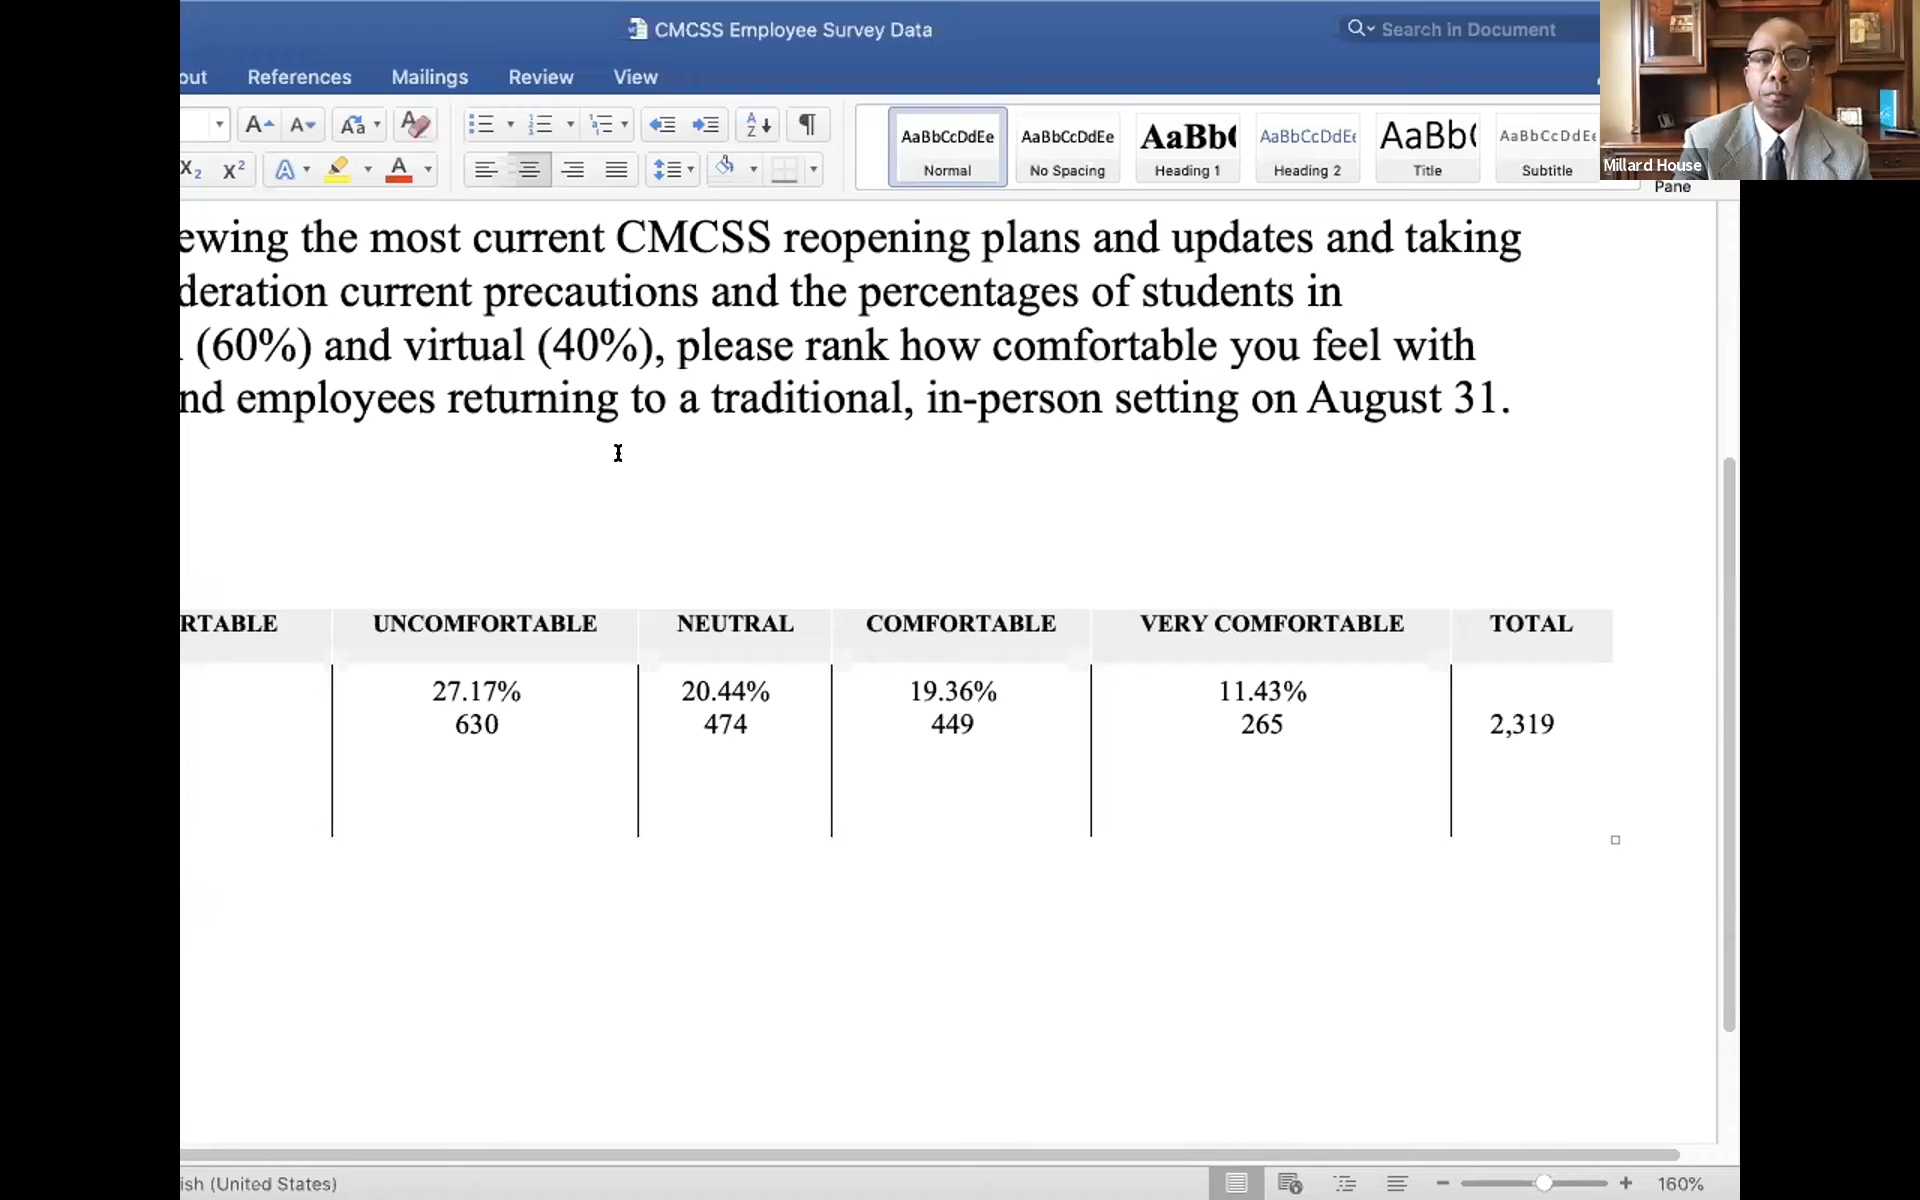 CMCSS Employee Survey Data
Search in Document
out References Mailings Review View
AaBbCcDdEe AaBbCcDdEe AaBb( AaBbCcDdEe AaBb( AaBbCcDdEe
Normal No Spacing Heading 1 Heading 2 Title Subtitle
Millard House
Pane
ewing the most current CMCSS reopening plans and updates and taking
deration current precautions and the percentages of students in
(60%) and virtual (40%), please rank how comfortable you feel with
nd employees returning to a traditional, in-person setting on August 31.
RTABLE UNCOMFORTABLE NEUTRAL COMFORTABLE VERY COMFORTABLE TOTAL
27.17% 20.44% 19.36% 11.43%
630 474 449 265 2,319
ish (United States)
160%